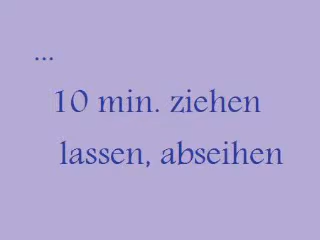 ...
10 min. ziehen
lassen, abseihen